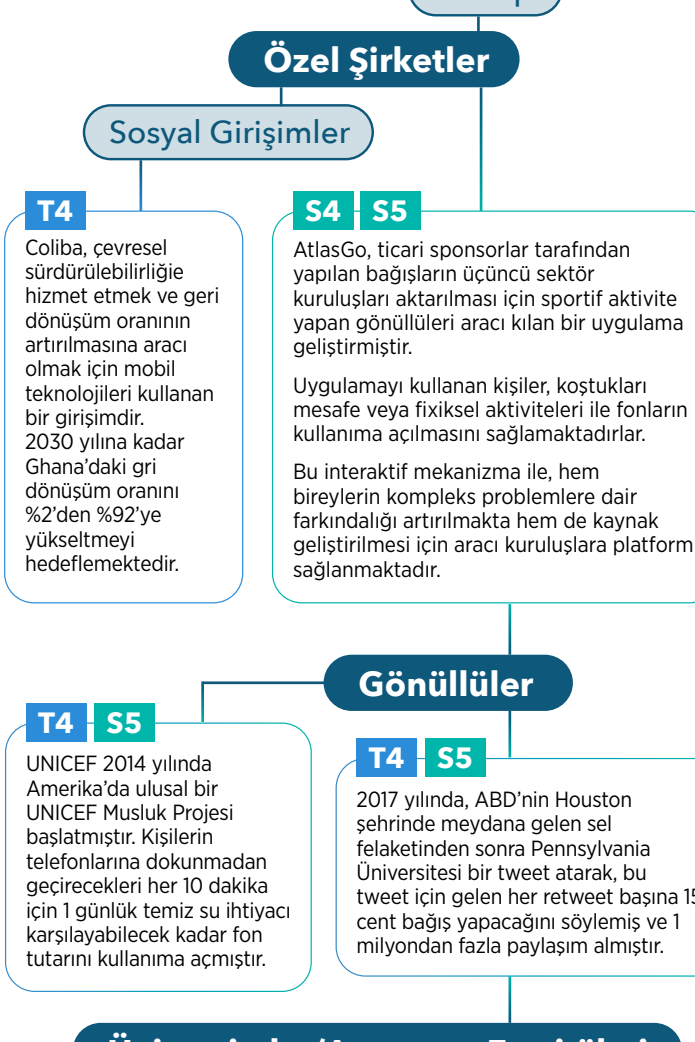 Özel Şirketler
Sosyal Girişimler
T4
Coliba, çevresel
sürdürülebilirliğie
hizmet etmek ve geri
dönüşüm oranının
artırılmasına aracı
olmak için mobil
teknolojileri kullanan
bir girişimdir.
2030 yılına kadar
Ghana’daki gri
dönüşüm oranını
%2’den %92’ye
yükseltmeyi
hedeflemektedir.
S4 S5
AtlasGo, ticari sponsorlar tarafından
yapılan bağışların üçüncü sektör
kuruluşları aktarılması için sportif aktivite
yapan gönüllüleri aracı kılan bir uygulama
geliştirmiştir.
Uygulamayı kullanan kişiler, koştukları
mesafe veya fixiksel aktiviteleri ile fonların
kullanıma açılmasını sağlamaktadırlar.
Bu interaktif mekanizma ile, hem
bireylerin kompleks problemlere dair
farkındalığı artırılmakta hem de kaynak
geliştirilmesi için aracı kuruluşlara platform
sağlanmaktadır.
Gönüllüler
T4 S5
UNICEF 2014 yılında
Amerika’da ulusal bir
UNICEF Musluk Projesi
başlatmıştır. Kişilerin
telefonlarına dokunmadan
geçirecekleri her 10 dakika
için 1 günlük temiz su ihtiyacı
karşılayabilecek kadar fon
tutarını kullanıma açmıştır.
T4 S5
2017 yılında, ABD’nin Houston
şehrinde meydana gelen sel
felaketinden sonra Pennsylvania
Üniversitesi bir tweet atarak, bu
tweet için gelen her retweet başına 15
cent bağış yapacağını söylemiş ve 1
milyondan fazla paylaşım almıştır.